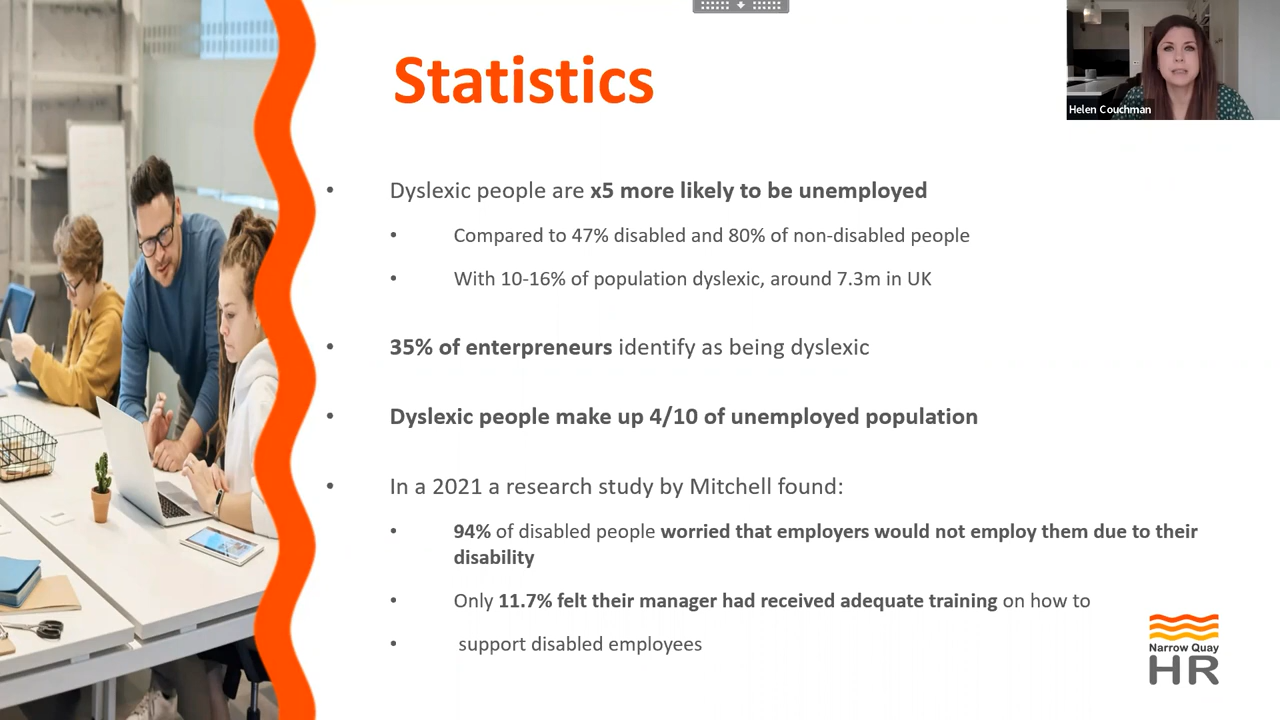 Statistics
Helen Couchman
• Dyslexic people are x5 more likely to be unemployed
• Compared to 47% disabled and 80% of non-disabled people
• With 10-16% of population dyslexic, around 7.3m in UK
• 35% of enterpreneurs identify as being dyslexic
• Dyslexic people make up 4/10 of unemployed population
• In a 2021 a research study by Mitchell found:
• 94% of disabled people worried that employers would not employ them due to their
disability
• Only 11.7% felt their manager had received adequate training on how to
• support disabled employees
Narrow Quay
HR